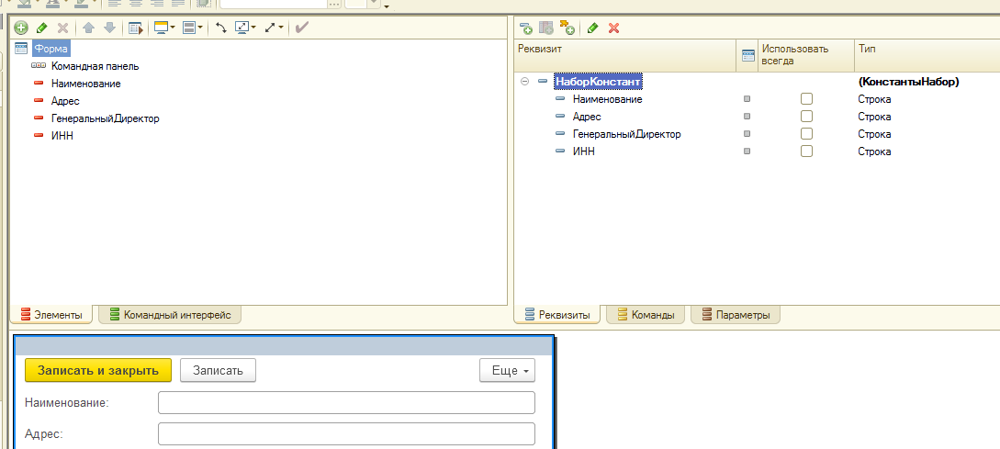 Форма
Командная панель
Наименование
Адрес
ГенеральныйДиректор
ИНН
Элементы
Командный интерфейс
Реквизит
Использовать
всегда
Тип
НаборКонстант (КонстантыНабор)
Наименование Строка
Адрес Строка
ГенеральныйДиректор Строка
ИНН Строка
Реквизиты
Команды
Параметры
Записать и закрыть
Записать
Еще
Наименование:
Адрес: